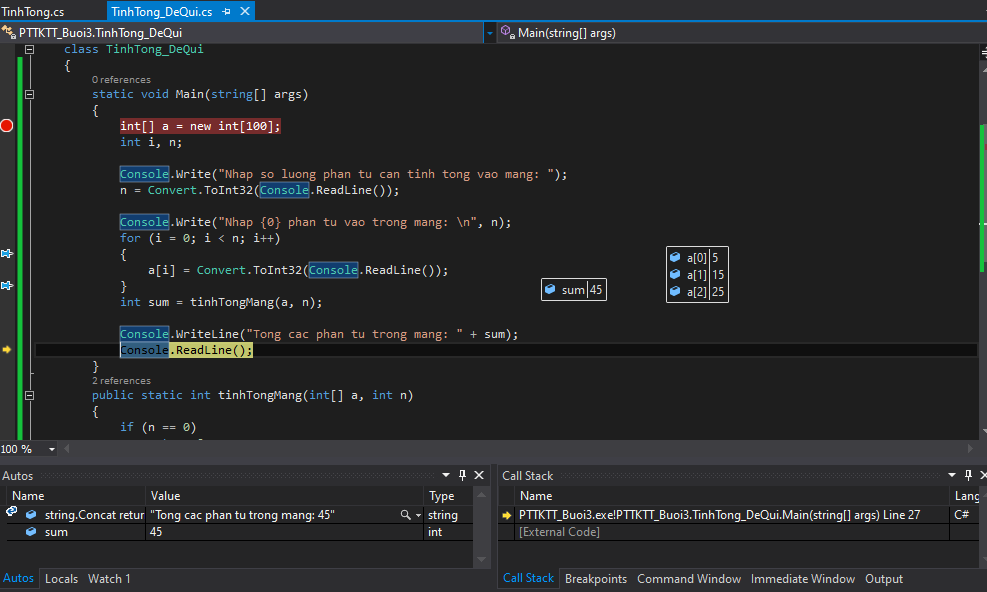 TinhTong.cs TinhTong_DeQui.cs
PTTKTT_Buoi3.TinhTong_DeQui Main(string[] args)
class TinhTong_DeQui
{
0 references
static void Main(string[] args)
{
int[] a = new int[100];
int i, n;
Console.Write("Nhap so luong phan tu can tinh tong vao mang: ");
n = Convert.ToInt32(Console.ReadLine());
Console.Write("Nhap {0} phan tu vao trong mang: \n", n);
for (i = 0; i < n; i++)
{
a[i] = Convert.ToInt32(Console.ReadLine());
}
int sum = tinhTongMang(a, n);
sum 45
a[0] 5
a[1] 15
a[2] 25
Console.WriteLine("Tong cac phan tu trong mang: " + sum);
Console.ReadLine();
}
2 references
public static int tinhTongMang(int[] a, int n)
{
if (n == 0)
100 %
Autos
Name Value Type
string.Concat retur "Tong cac phan tu trong mang: 45" string
sum 45 int
Autos Locals Watch 1
Call Stack
Name Lang
PTTKTT_Buoi3.exe!PTTKTT_Buoi3.TinhTong_DeQui.Main(string[] args) Line 27 C#
[External Code]
Call Stack Breakpoints Command Window Immediate Window Output